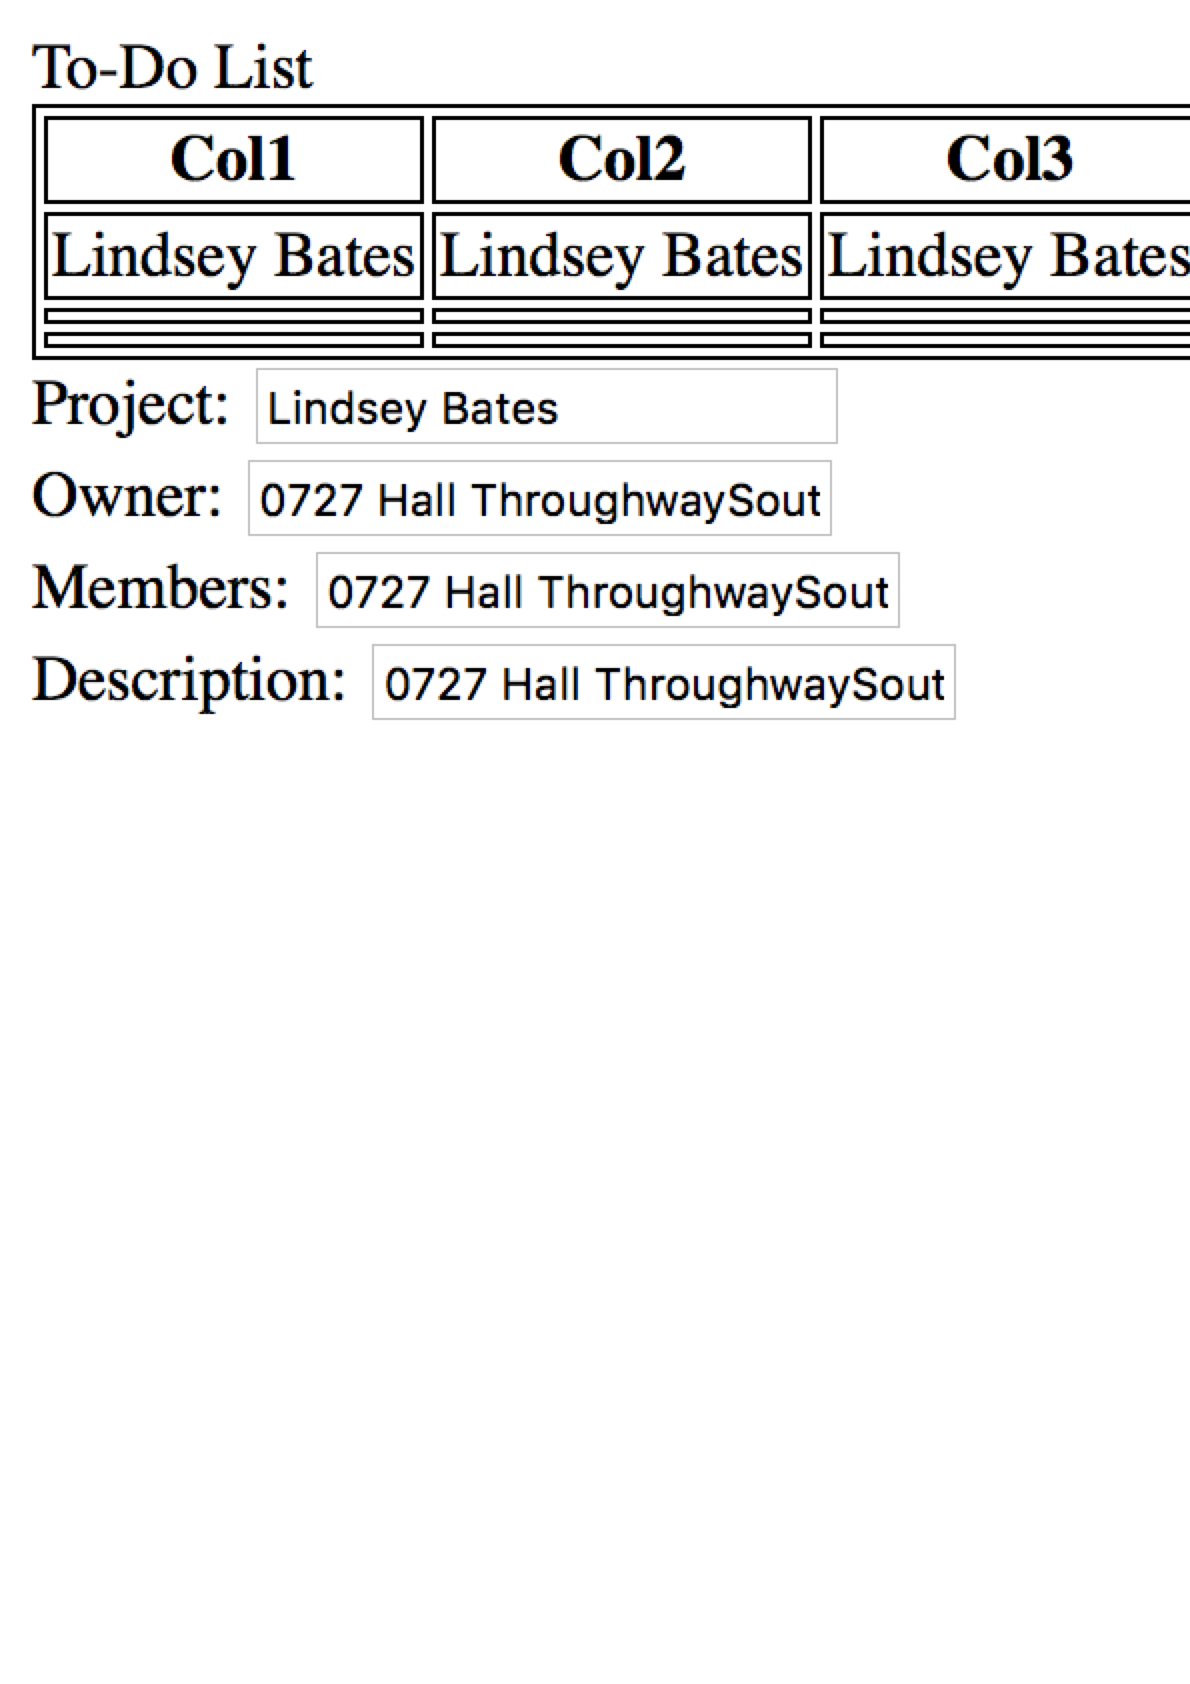 To-Do List
Col1 Col2 Col3
Lindsey Bates Lindsey Bates Lindsey Bates
Project: Lindsey Bates
Owner: 0727 Hall ThroughwaySout
Members: 0727 Hall ThroughwaySout
Description: 0727 Hall ThroughwaySout